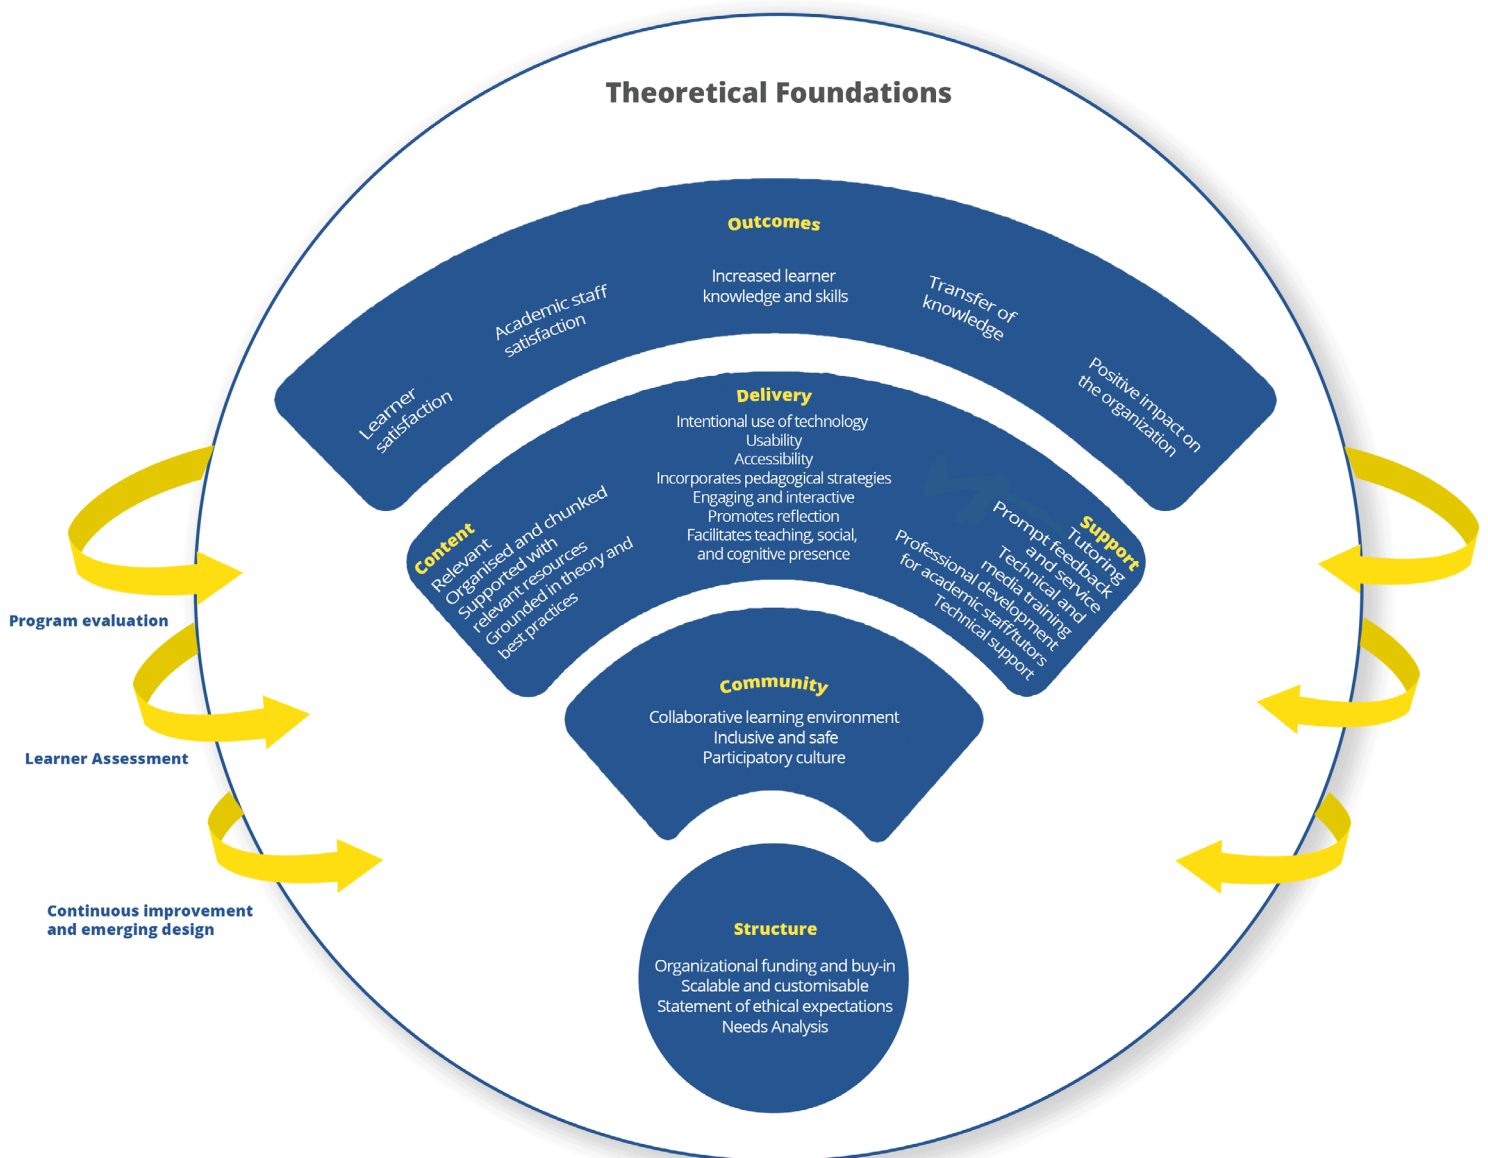 Theoretical Foundations
Outcomes
Learner
satisfaction
Academic staff
satisfaction
Increased learner
knowledge and skills
Transfer of
knowledge
Positive impact on
the organization
Delivery
Intentional use of technology
Usability
Accessibility
Incorporates pedagogical strategies
Engaging and interactive
Promotes reflection
Facilitates teaching, social,
and cognitive presence
Content
Relevant
Organised and chunked
Supported with
relevant resources
Grounded in theory and
best practices
Support
Tutoring
Prompt feedback
and service
Technical and
media training
Professional development
for academic staff/tutors
Technical support
Community
Collaborative learning environment
Inclusive and safe
Participatory culture
Structure
Organizational funding and buy-in
Scalable and customisable
Statement of ethical expectations
Needs Analysis
Program evaluation
Learner Assessment
Continuous improvement
and emerging design